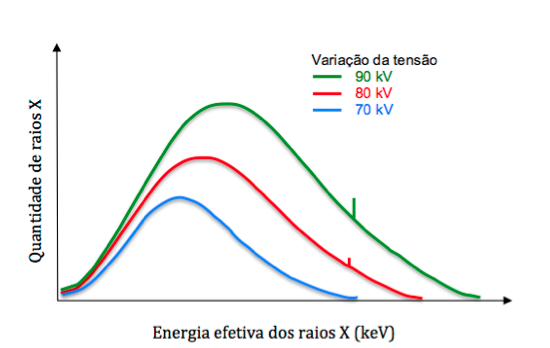 Variação da tensão
90 kV
80 kV
70 kV
Quantidade de raios X
Energia efetiva dos raios X (keV)